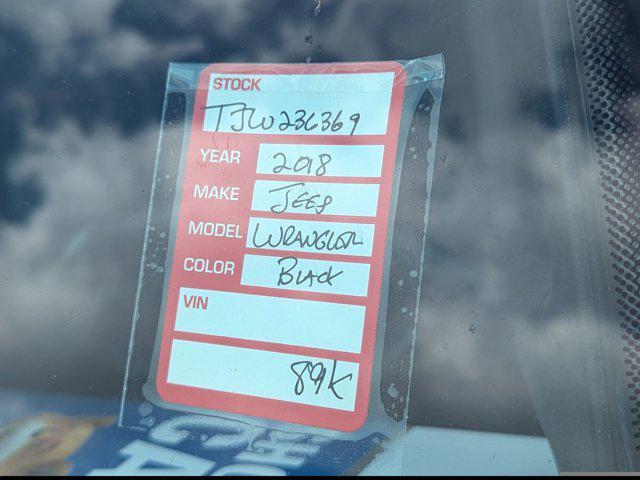 STOCK
TJW236369
YEAR 2018
MAKE JEEP
MODEL WRANGLER
COLOR BLACK
VIN
89K